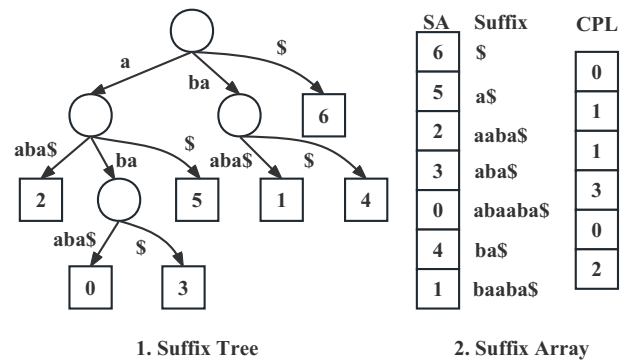 a
ba
$
6
aba$
ba
$
aba$
$
2
5
1
4
aba$
$
0
3
1. Suffix Tree
SA Suffix CPL
6 $
0
5 a$
1
2 aaba$
1
3 aba$
3
0 abaaba$
0
4 ba$
2
1 baaba$
2. Suffix Array